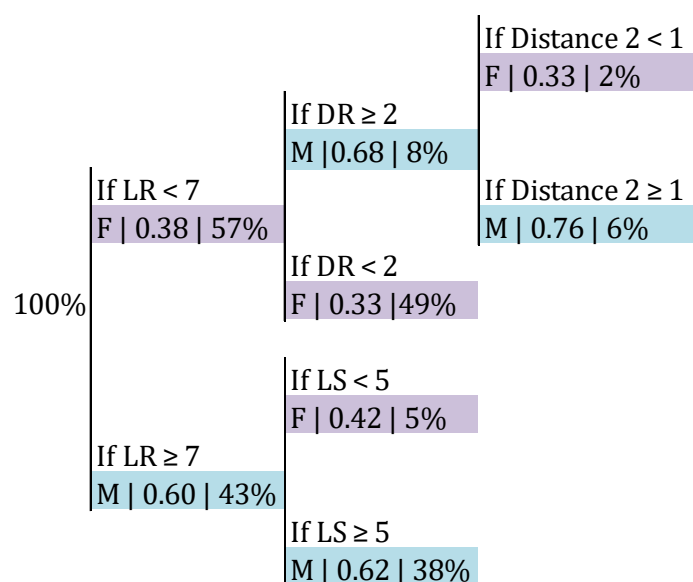 If Distance 2 < 1
F | 0.33 | 2%
If DR ≥ 2
M |0.68 | 8%
If LR < 7
F | 0.38 | 57%
If Distance 2 ≥ 1
M | 0.76 | 6%
If DR < 2
F | 0.33 |49%
100%
If LS < 5
F | 0.42 | 5%
If LR ≥ 7
M | 0.60 | 43%
If LS ≥ 5
M | 0.62 | 38%